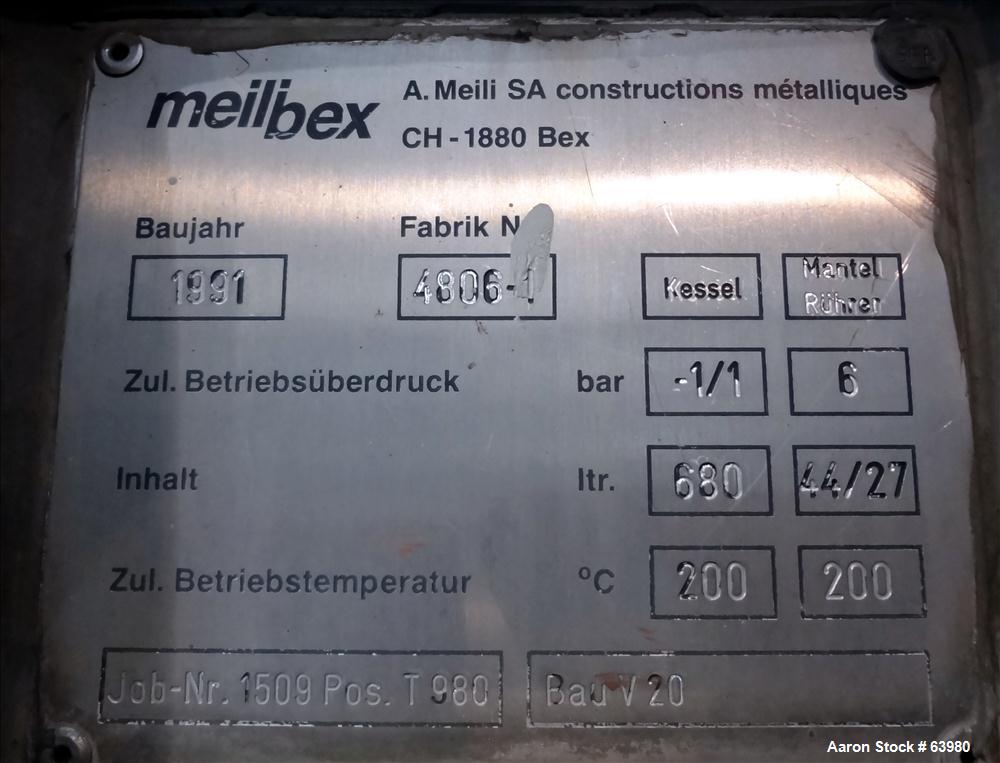 meilibex
A. Meili SA constructions métalliques
CH-1880 Bex
Baujahr Fabrik N
1991 4806-1 Kessel Mantel
Rührer
Zul. Betriebsüberdruck bar -1/1 6
Inhalt ltr. 680 44/27
Zul. Betriebstemperatur °C 200 200
Job-Nr. 1509 Pos. T 980 Bau V 20
Aaron Stock # 63980